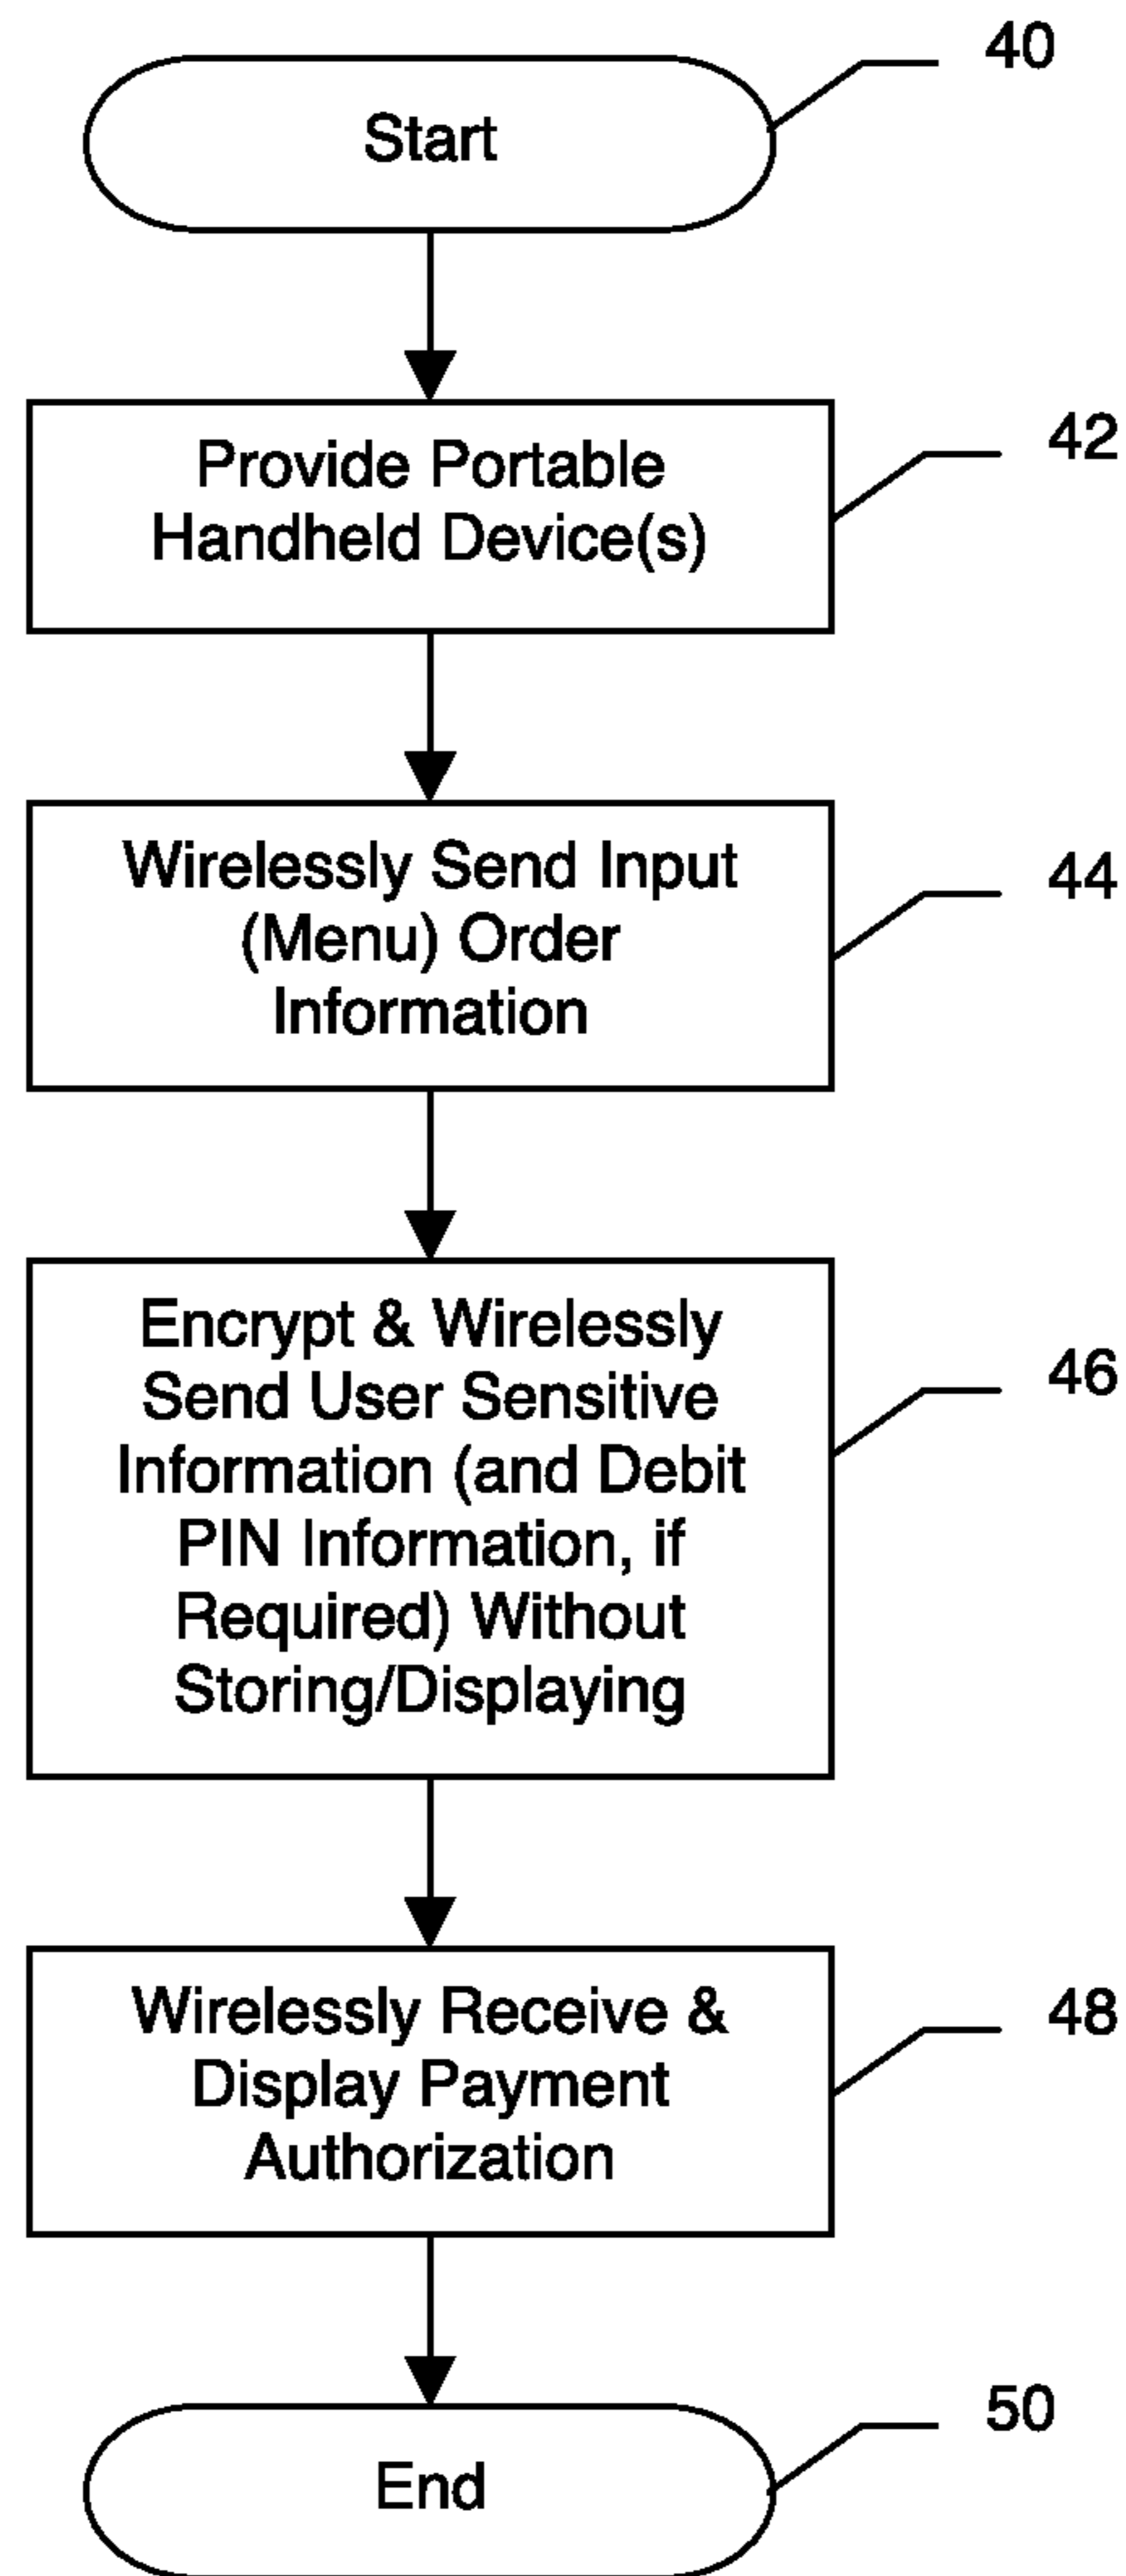 40
Start
42
Provide Portable
Handheld Device(s)
44
Wirelessly Send Input
(Menu) Order
Information
46
Encrypt & Wirelessly
Send User Sensitive
Information (and Debit
PIN Information, if
Required) Without
Storing/Displaying
48
Wirelessly Receive &
Display Payment
Authorization
50
End